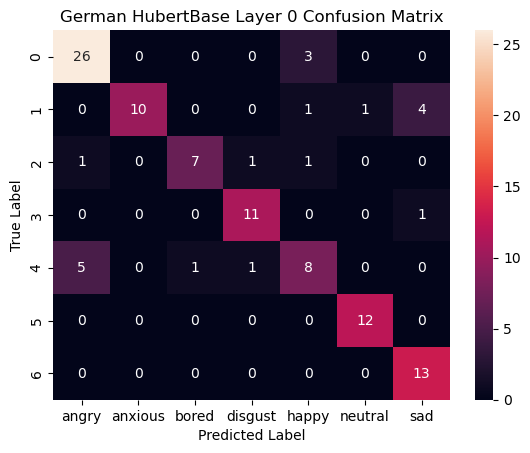 German HubertBase Layer 0 Confusion Matrix
True Label
0 26 0 0 0 3 0 0
1 0 10 0 0 1 1 4
2 1 0 7 1 1 0 0
3 0 0 0 11 0 0 1
4 5 0 1 1 8 0 0
5 0 0 0 0 0 12 0
6 0 0 0 0 0 0 13
angry anxious bored disgust happy neutral sad
Predicted Label
25
20
15
10
5
0